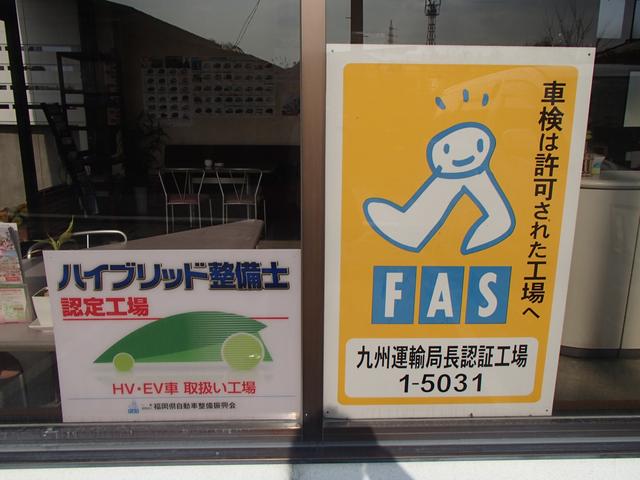 ハイブリッド整備士
認定工場
HV・EV車 取扱い工場
福岡県自動車整備振興会
車検は許可された工場へ
FAS
九州運輸局長認証工場
1-5031